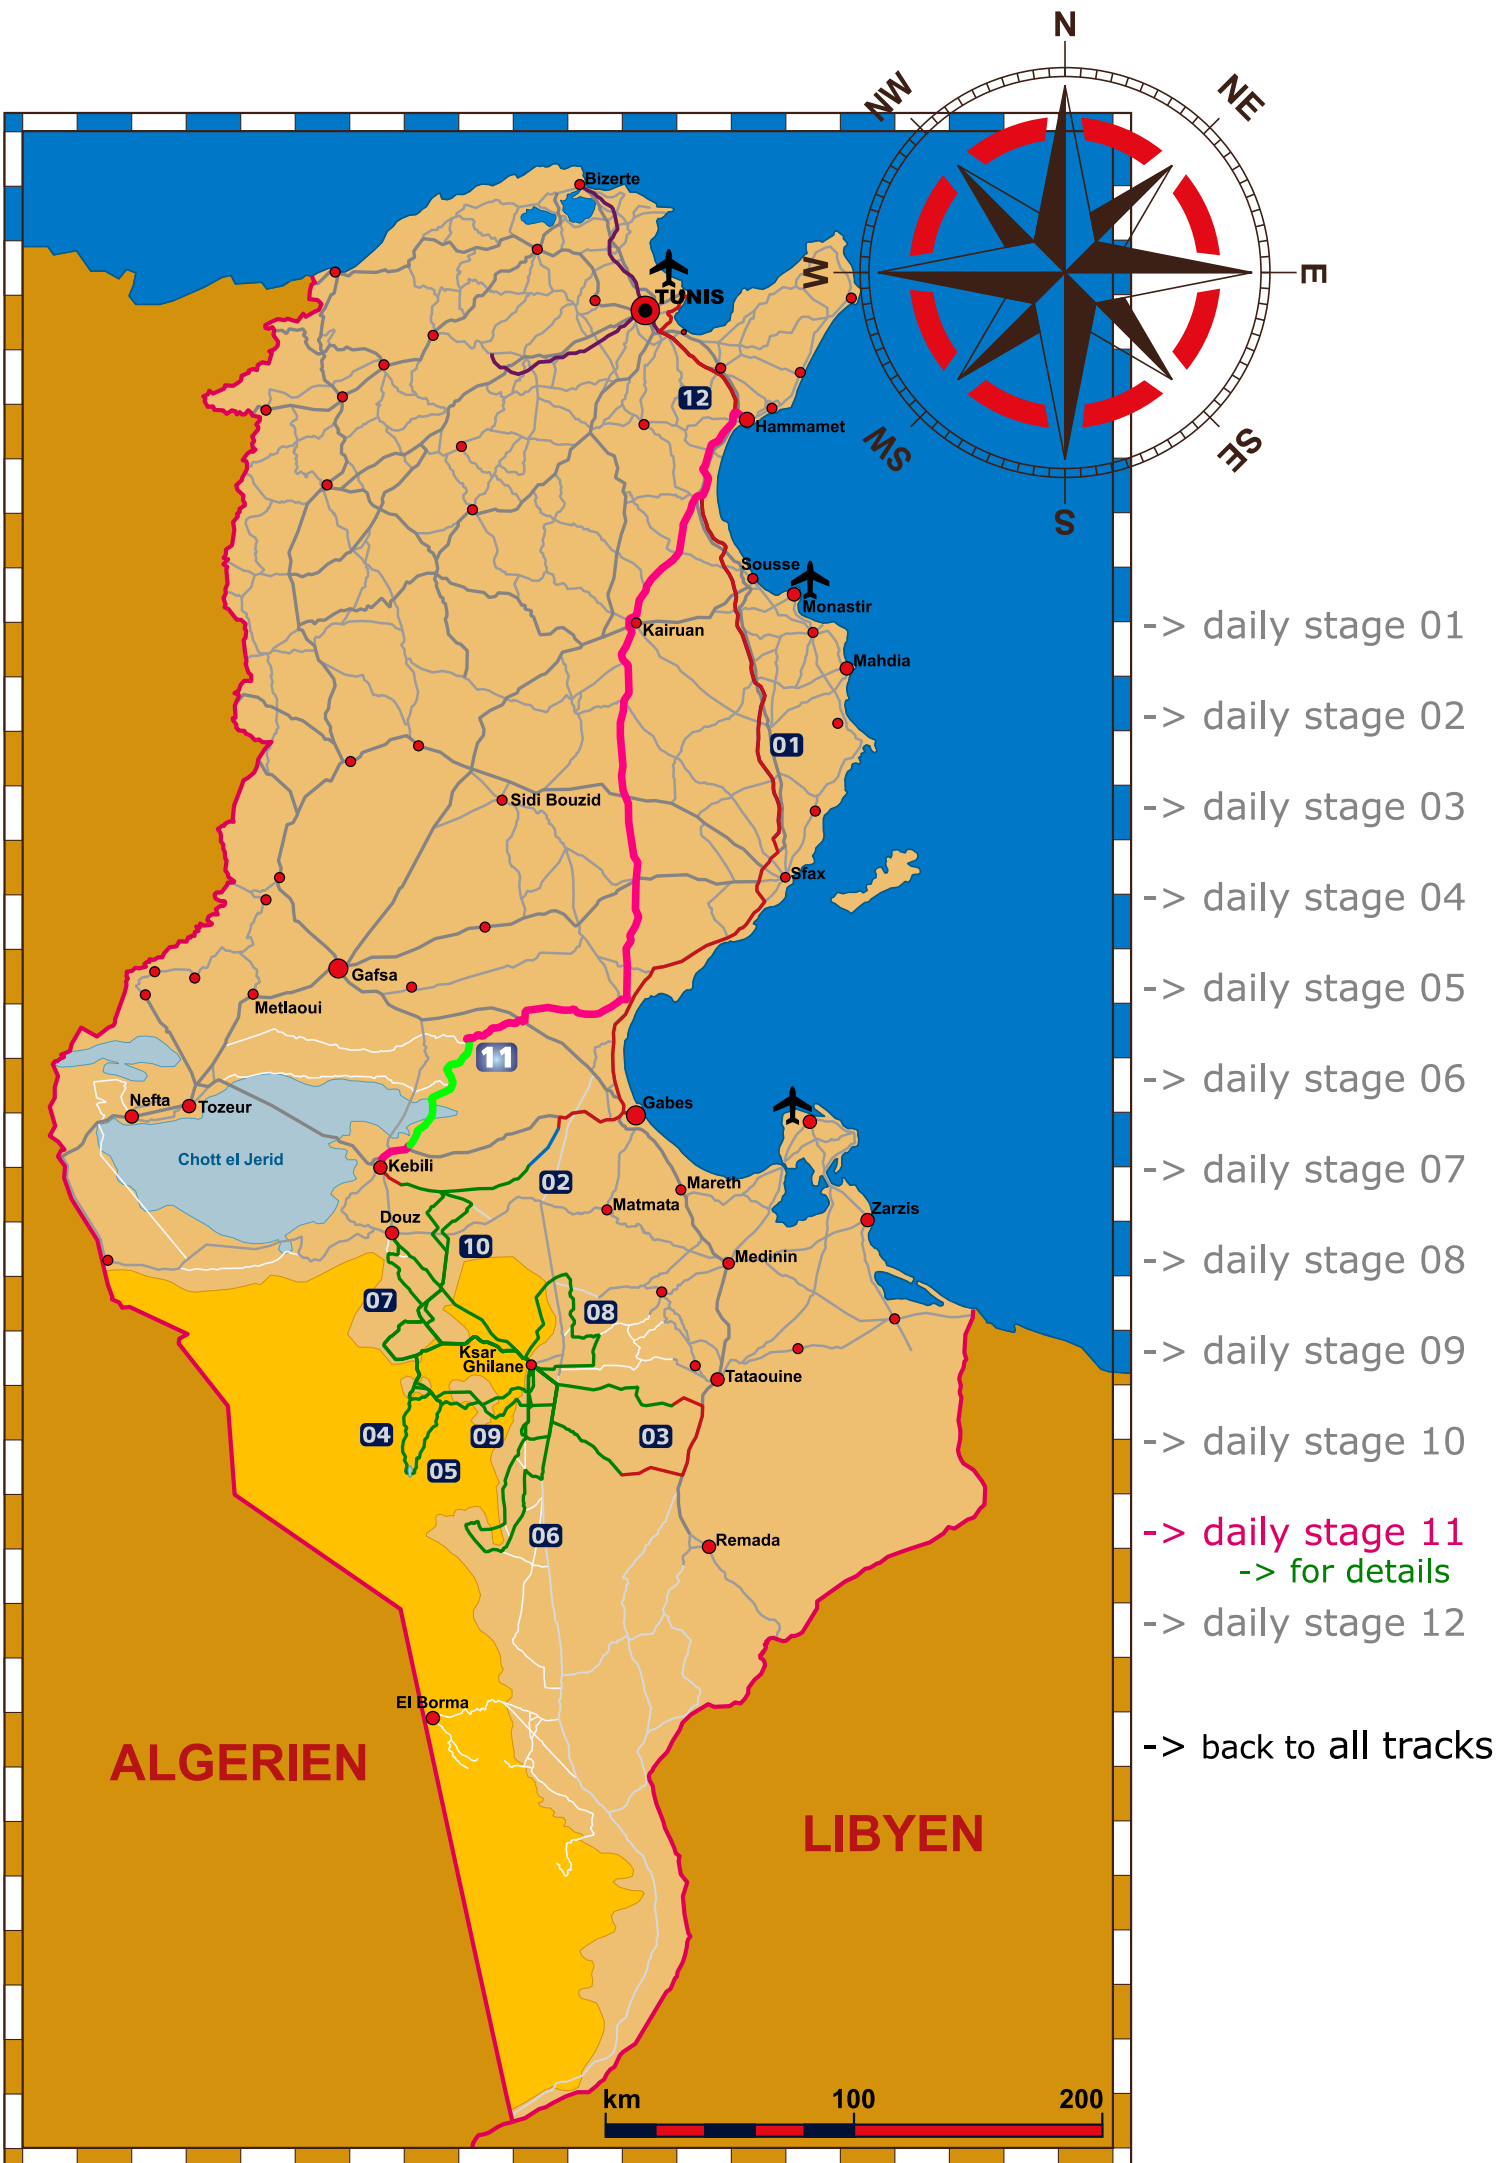 N
NW
NE
W
E
SW
SE
S
Bizerte
TUNIS
12
Hammamet
Sousse
Monastir
Kairuan
Mahdia
01
Sidi Bouzid
Sfax
Gafsa
Metlaoui
11
Nefta
Tozeur
Gabes
Chott el Jerid
Kebili
02
Mareth
Matmata
Douz
Zarzis
10
Medinin
07
08
Ksar
Ghilane
Tataouine
04
09
03
05
06
Remada
El Borma
ALGERIEN
LIBYEN
km 100 200
-> daily stage 01
-> daily stage 02
-> daily stage 03
-> daily stage 04
-> daily stage 05
-> daily stage 06
-> daily stage 07
-> daily stage 08
-> daily stage 09
-> daily stage 10
-> daily stage 11
-> for details
-> daily stage 12
-> back to all tracks